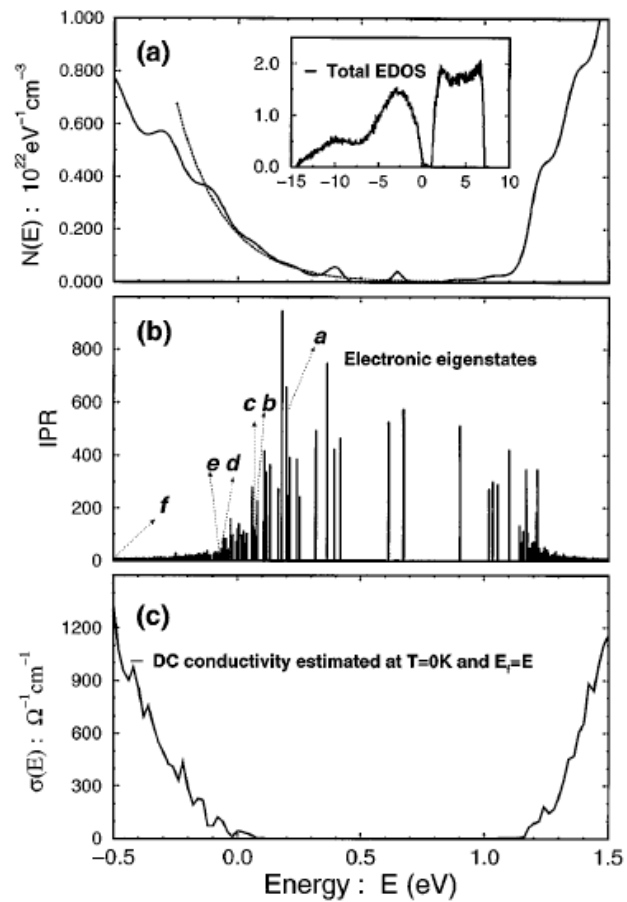 (a)
N(E) : 10²²eV⁻¹cm⁻³
1.000
0.800
0.600
0.400
0.200
0.000
Total EDOS
2.0
1.0
0.0
−15 −10 −5 0 5 10
(b)
IPR
800
600
400
200
0
Electronic eigenstates
a
c b
e d
f
(c)
σ(E) : Ω⁻¹cm⁻¹
1200
900
600
300
0
DC conductivity estimated at T=0K and E_f=E
−0.5 0.0 0.5 1.0 1.5
Energy : E (eV)